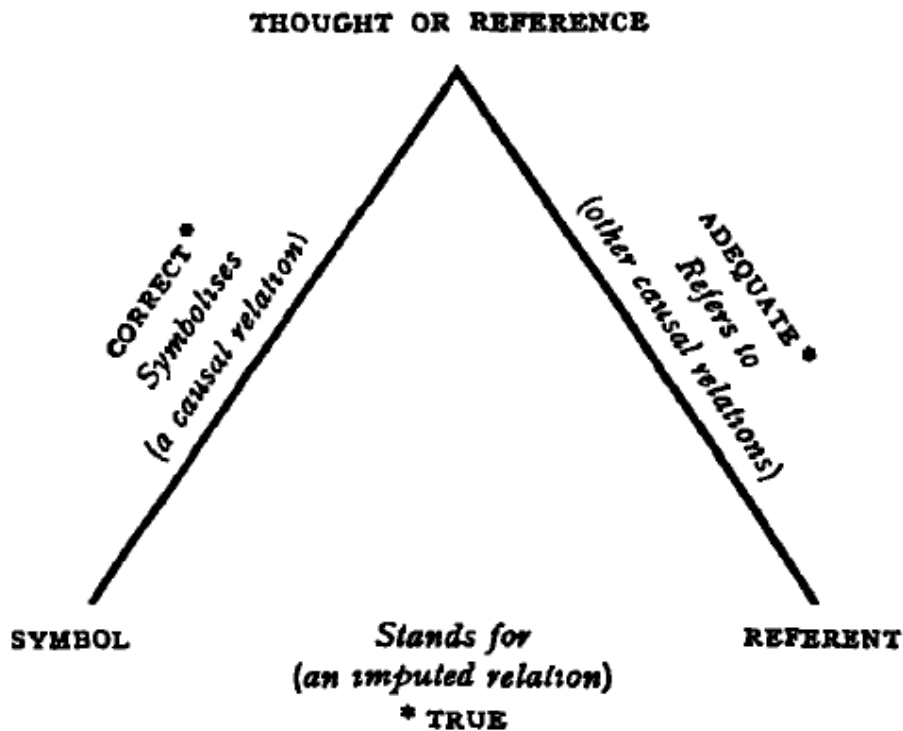 THOUGHT OR REFERENCE
CORRECT *
Symbolises
(a causal relation)
ADEQUATE *
Refers to
(other causal relations)
SYMBOL
Stands for
(an imputed relation)
* TRUE
REFERENT